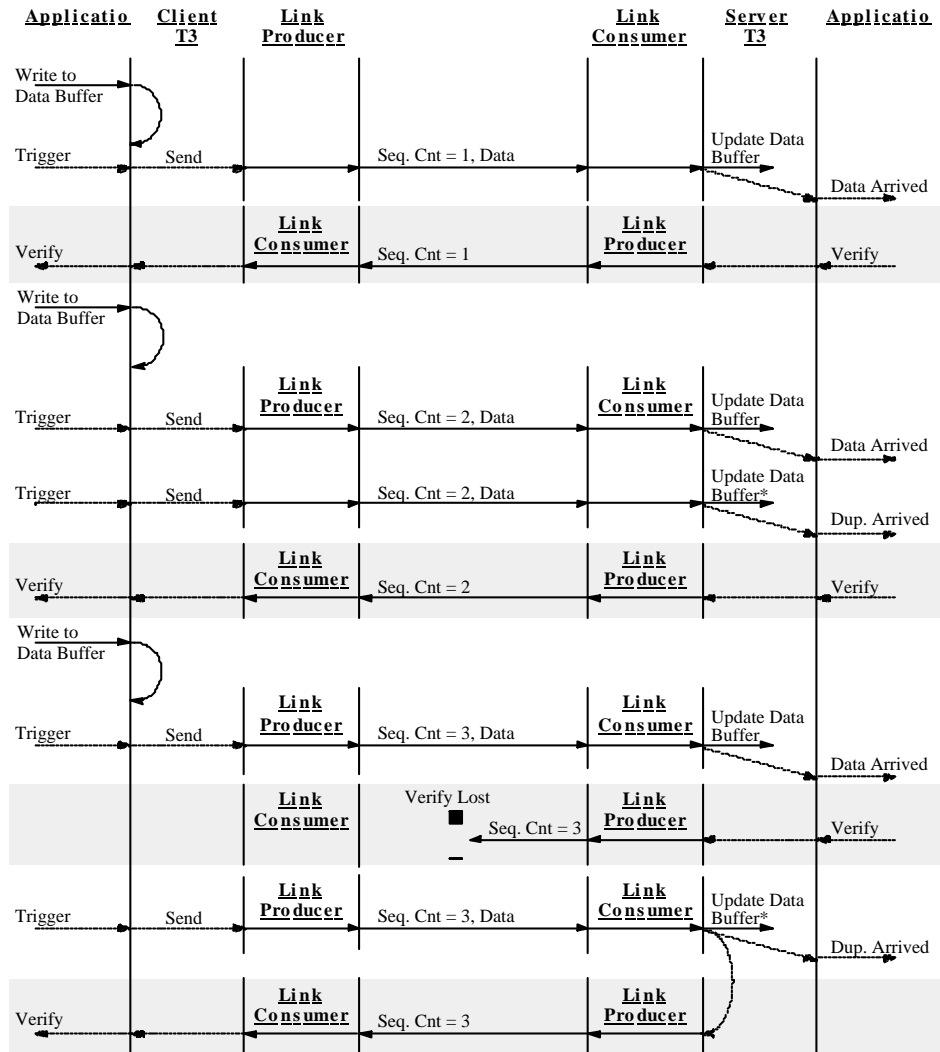 Applicatio Client Link Link Server Applicatio
T3 Producer Consumer T3
Write to
Data Buffer
Update Data
Trigger Send Seq. Cnt = 1, Data Buffer
Data Arrived
Link Link
Consumer Producer
Verify Seq. Cnt = 1 Verify
Write to
Data Buffer
Link Link
Producer Consumer Update Data
Trigger Send Seq. Cnt = 2, Data Buffer
Data Arrived
Update Data
Trigger Send Seq. Cnt = 2, Data Buffer*
Dup. Arrived
Link Link
Consumer Producer
Verify Seq. Cnt = 2 Verify
Write to
Data Buffer
Link Link
Producer Consumer Update Data
Trigger Send Seq. Cnt = 3, Data Buffer
Data Arrived
Link Verify Lost Link
Consumer Producer
Seq. Cnt = 3 Verify
Link Link
Producer Consumer Update Data
Trigger Send Seq. Cnt = 3, Data Buffer*
Dup. Arrived
Link Link
Consumer Producer
Verify Seq. Cnt = 3